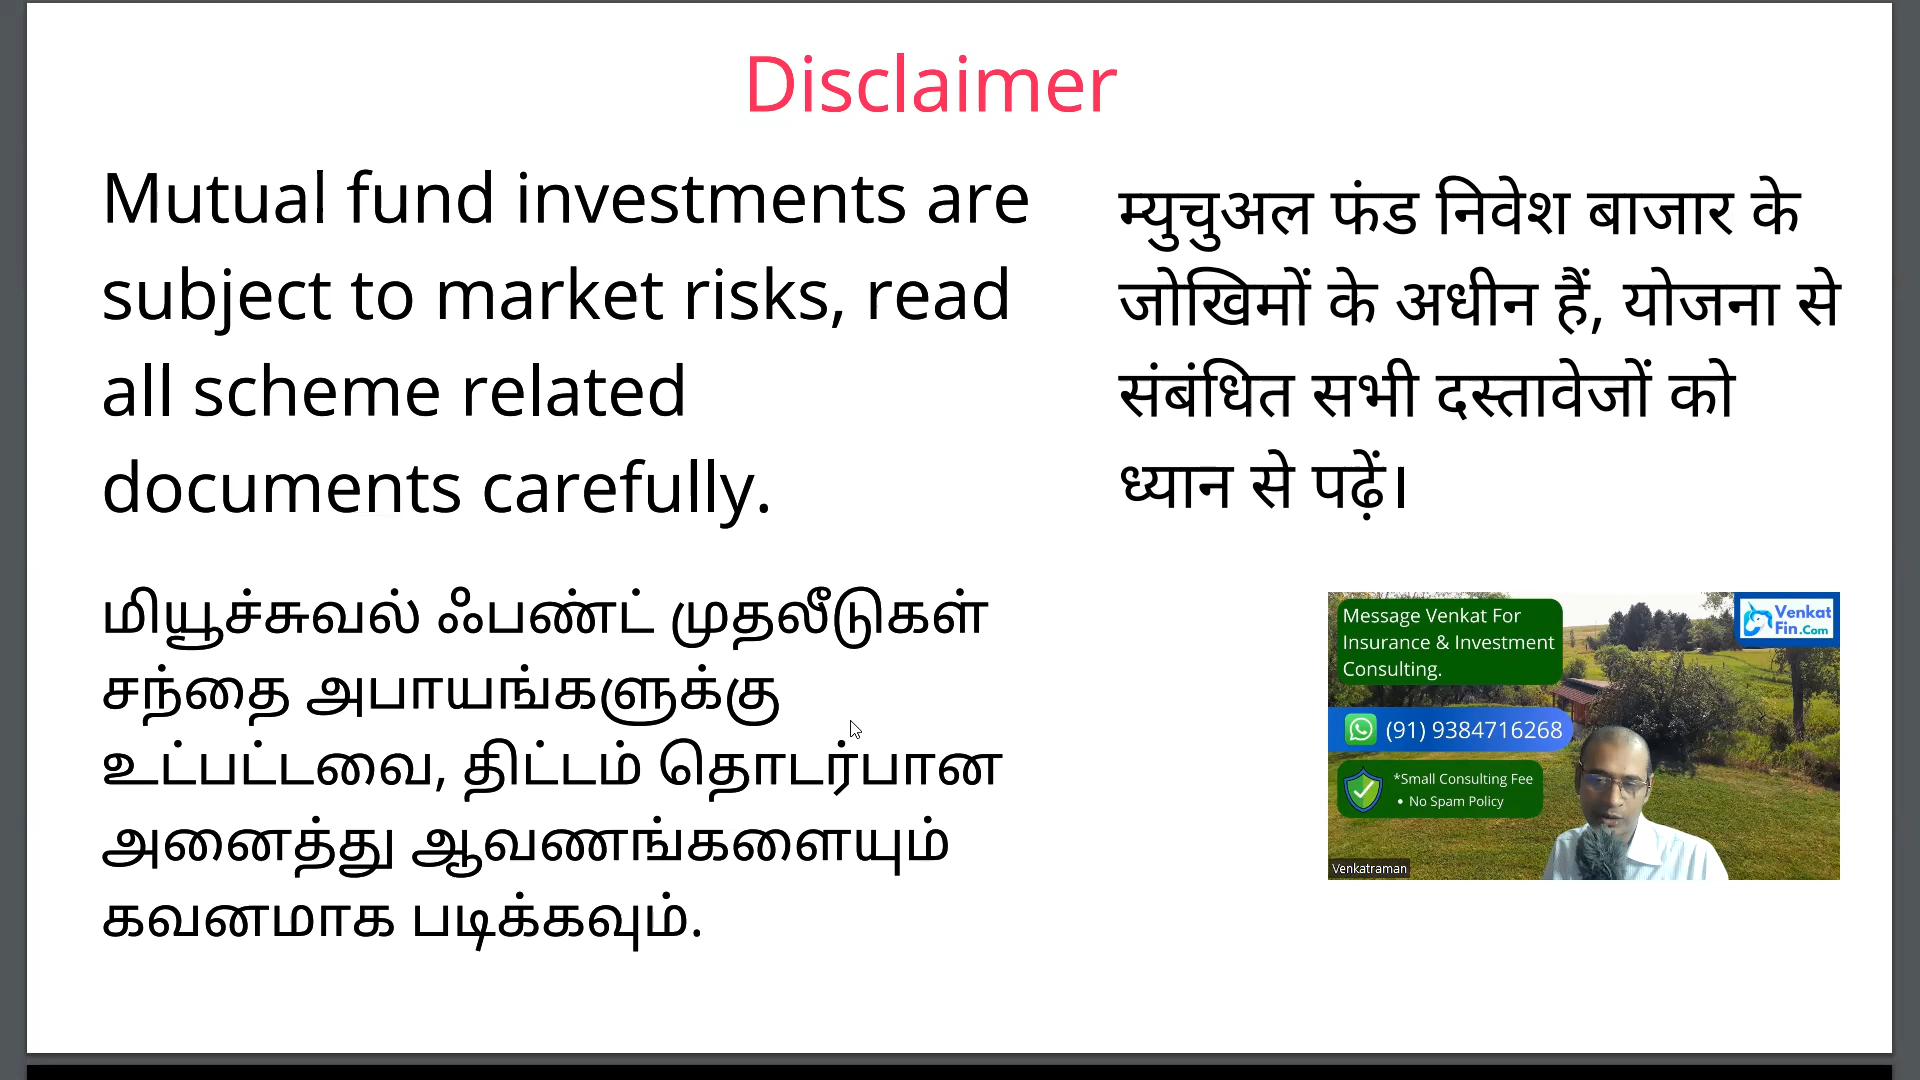 Disclaimer
Mutual fund investments are
subject to market risks, read
all scheme related
documents carefully.
म्युचुअल फंड निवेश बाजार के
जोखिमों के अधीन हैं, योजना से
संबंधित सभी दस्तावेजों को
ध्यान से पढ़ें।
மியூச்சுவல் ஃபண்ட் முதலீடுகள்
சந்தை அபாயங்களுக்கு
உட்பட்டவை, திட்டம் தொடர்பான
அனைத்து ஆவணங்களையும்
கவனமாக படிக்கவும்.
Message Venkat For
Insurance & Investment
Consulting.
Venkat
Fin.Com
(91) 9384716268
*Small Consulting Fee
• No Spam Policy
Venkatraman